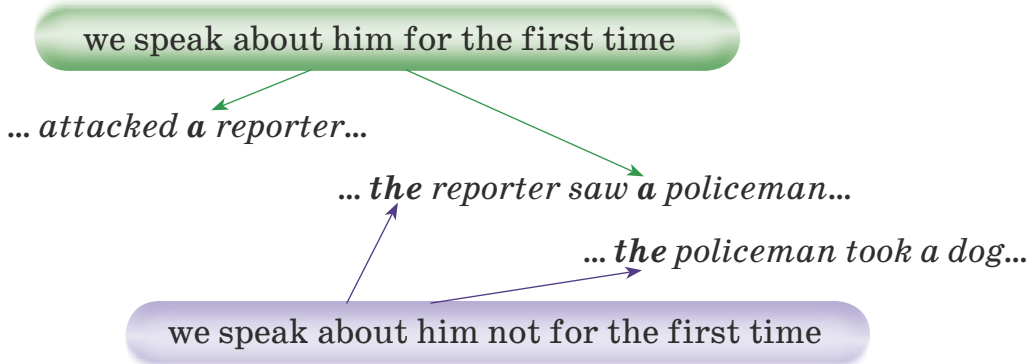 we speak about him for the first time
... attacked a reporter...
... the reporter saw a policeman...
... the policeman took a dog...
we speak about him not for the first time